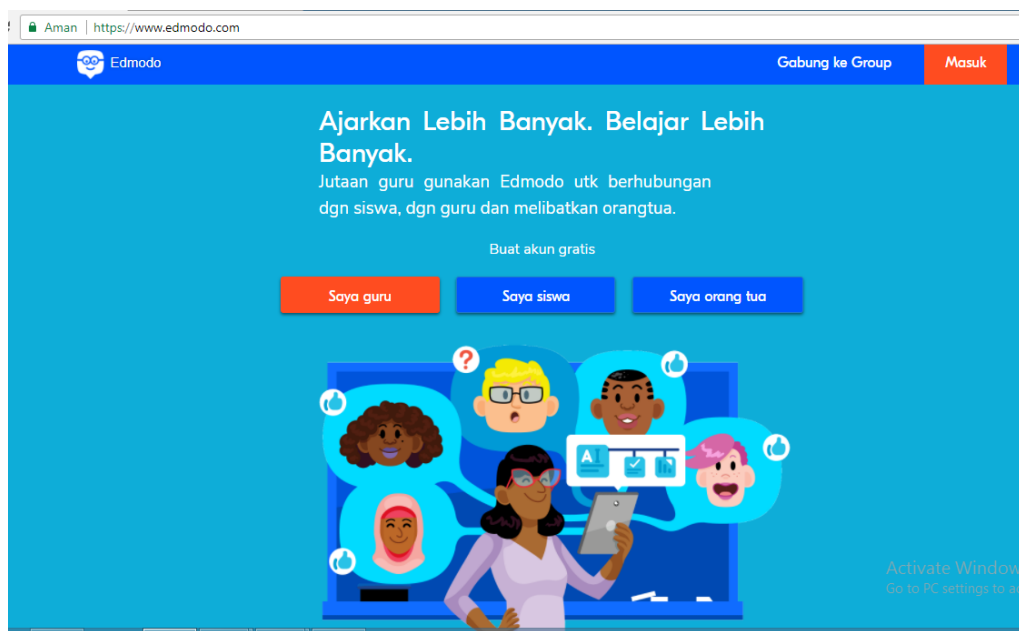 Aman | https://www.edmodo.com
Edmodo
Gabung ke Group
Masuk
Ajarkan Lebih Banyak. Belajar Lebih
Banyak.
Jutaan guru gunakan Edmodo utk berhubungan
dgn siswa, dgn guru dan melibatkan orangtua.
Buat akun gratis
Saya guru
Saya siswa
Saya orang tua
?
AI
Activate Window
Go to PC settings to a